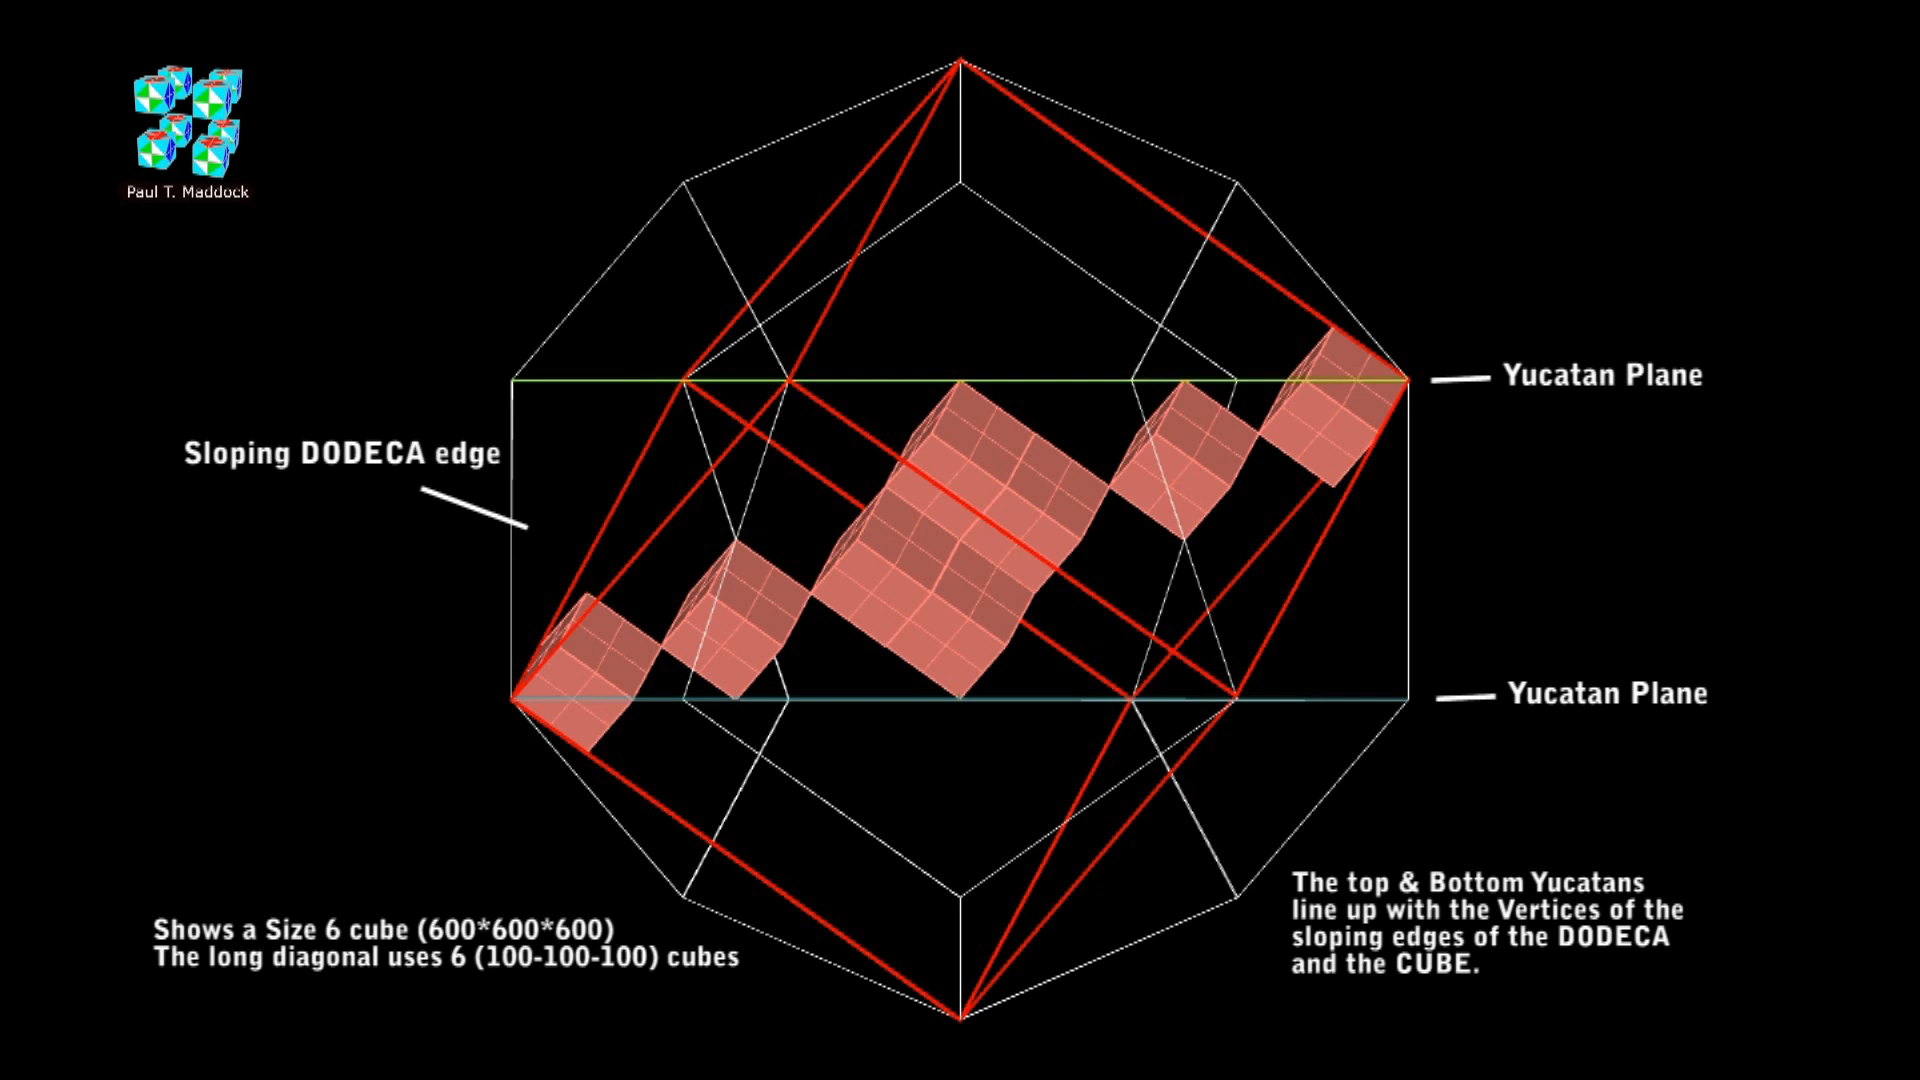 Paul T. Maddock
Yucatan Plane
Sloping DODECA edge
Yucatan Plane
The top & Bottom Yucatans
line up with the Vertices of the
sloping edges of the DODECA
and the CUBE.
Shows a Size 6 cube (600*600*600)
The long diagonal uses 6 (100-100-100) cubes